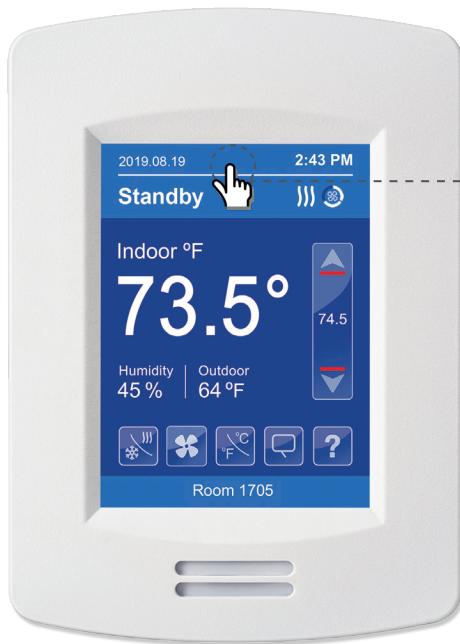 2019.08.19 2:43 PM
Standby
Indoor ºF
73.5°
74.5
Humidity Outdoor
45 % 64 ºF
°C
°F
?
Room 1705